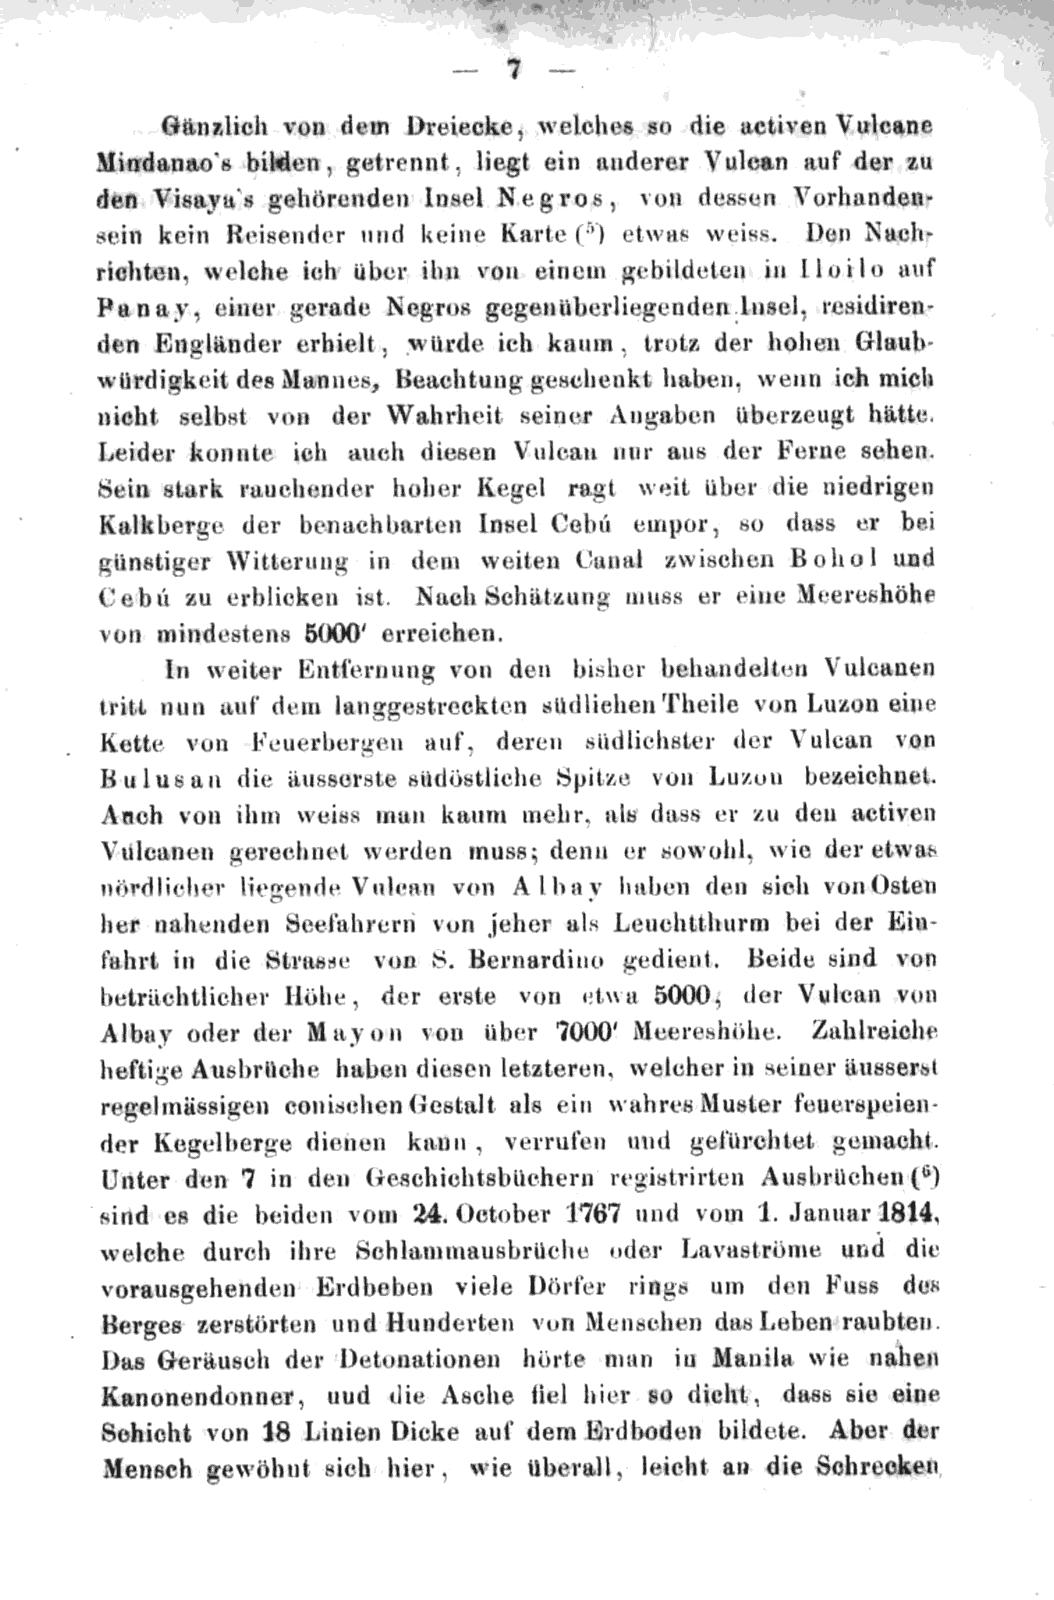 — 7 —
Gänzlich von dem Dreiecke, welches so die activen Vulcane
Mindanao's bilden, getrennt, liegt ein anderer Vulcan auf der zu
den Visaya's gehörenden Insel Negros, von dessen Vorhanden-
sein kein Reisender und keine Karte (⁵) etwas weiss. Den Nach-
richten, welche ich über ihn von einem gebildeten in Iloilo auf
Panay, einer gerade Negros gegenüberliegenden Insel, residiren-
den Engländer erhielt, würde ich kaum, trotz der hohen Glaub-
würdigkeit des Mannes, Beachtung geschenkt haben, wenn ich mich
nicht selbst von der Wahrheit seiner Angaben überzeugt hätte.
Leider konnte ich auch diesen Vulcan nur aus der Ferne sehen.
Sein stark rauchender hoher Kegel ragt weit über die niedrigen
Kalkberge der benachbarten Insel Cebú empor, so dass er bei
günstiger Witterung in dem weiten Canal zwischen Bohol und
Cebú zu erblicken ist. Nach Schätzung muss er eine Meereshöhe
von mindestens 5000′ erreichen.
In weiter Entfernung von den bisher behandelten Vulcanen
tritt nun auf dem langgestreckten südlichen Theile von Luzon eine
Kette von Feuerbergen auf, deren südlichster der Vulcan von
Bulusan die äusserste südöstliche Spitze von Luzon bezeichnet.
Auch von ihm weiss man kaum mehr, als dass er zu den activen
Vulcanen gerechnet werden muss; denn er sowohl, wie der etwas
nördlicher liegende Vulcan von Albay haben den sich von Osten
her nahenden Seefahrern von jeher als Leuchtthurm bei der Ein-
fahrt in die Strasse von S. Bernardino gedient. Beide sind von
beträchtlicher Höhe, der erste von etwa 5000, der Vulcan von
Albay oder der Mayon von über 7000′ Meereshöhe. Zahlreiche
heftige Ausbrüche haben diesen letzteren, welcher in seiner äusserst
regelmässigen conischen Gestalt als ein wahres Muster feuerspeien-
der Kegelberge dienen kann, verrufen und gefürchtet gemacht.
Unter den 7 in den Geschichtsbüchern registrirten Ausbrüchen (⁶)
sind es die beiden vom 24. October 1767 und vom 1. Januar 1814,
welche durch ihre Schlammausbrüche oder Lavaströme und die
vorausgehenden Erdbeben viele Dörfer rings um den Fuss des
Berges zerstörten und Hunderten von Menschen das Leben raubten.
Das Geräusch der Detonationen hörte man in Manila wie nahen
Kanonendonner, uud die Asche fiel hier so dicht, dass sie eine
Schicht von 18 Linien Dicke auf dem Erdboden bildete. Aber der
Mensch gewöhnt sich hier, wie überall, leicht an die Schrecken